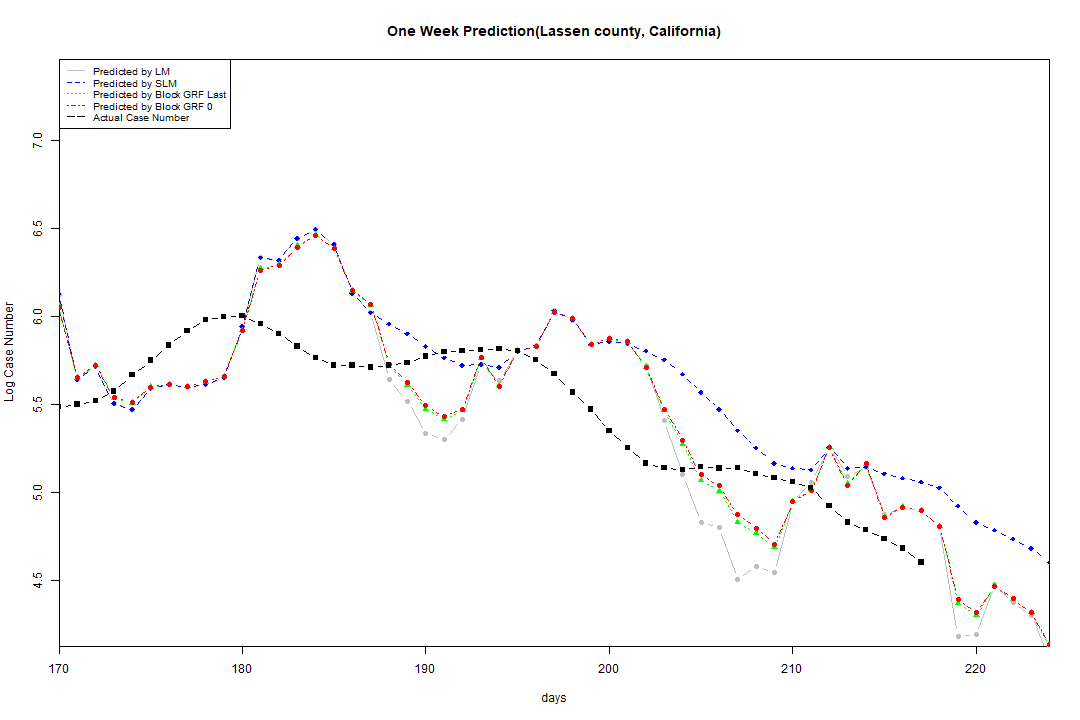 One Week Prediction(Lassen county, California)
Predicted by LM
Predicted by SLM
Predicted by Block GRF Last
Predicted by Block GRF 0
Actual Case Number
7.0
6.5
6.0
5.5
5.0
4.5
Log Case Number
170 180 190 200 210 220
days